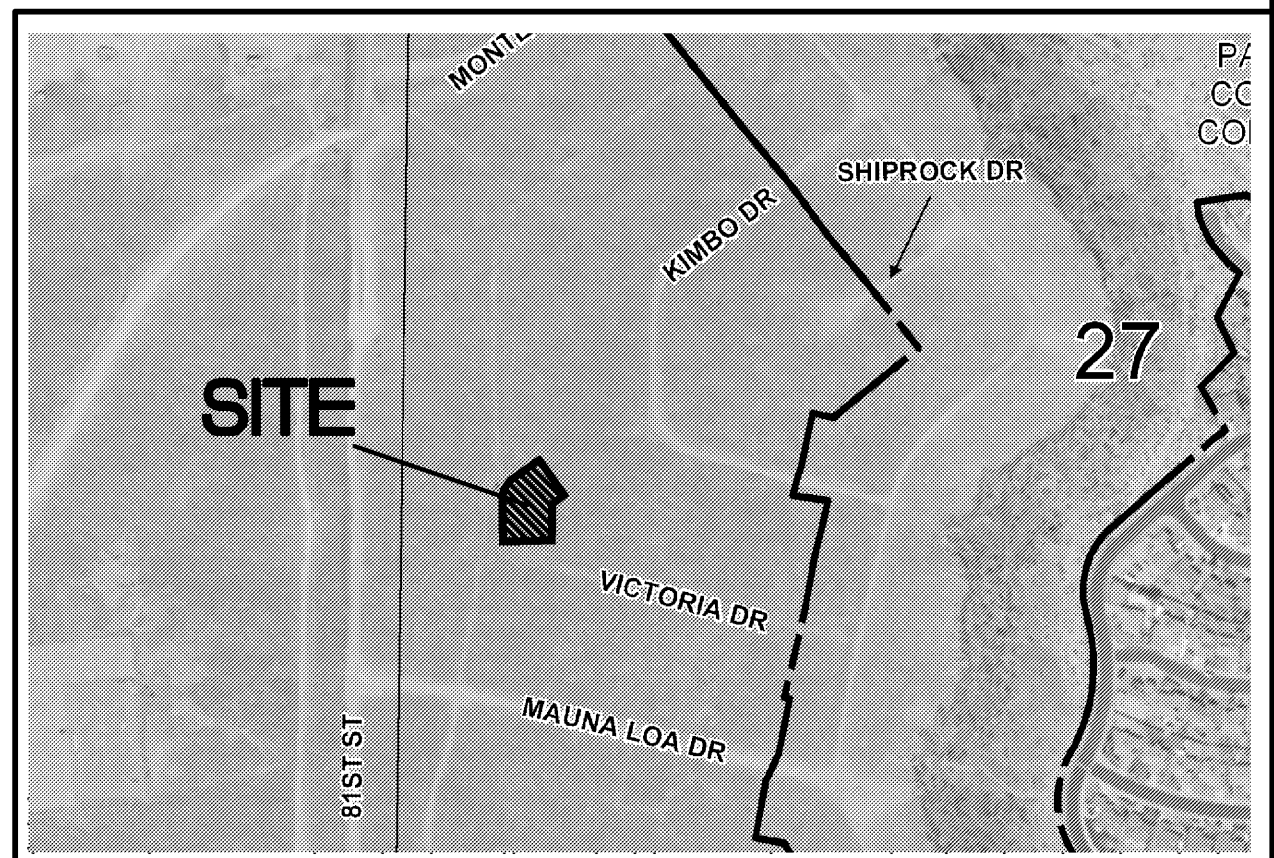 SHIPROCK DR
KIMBO DR
27
SITE
VICTORIA DR
MAUNA LOA DR
81ST ST